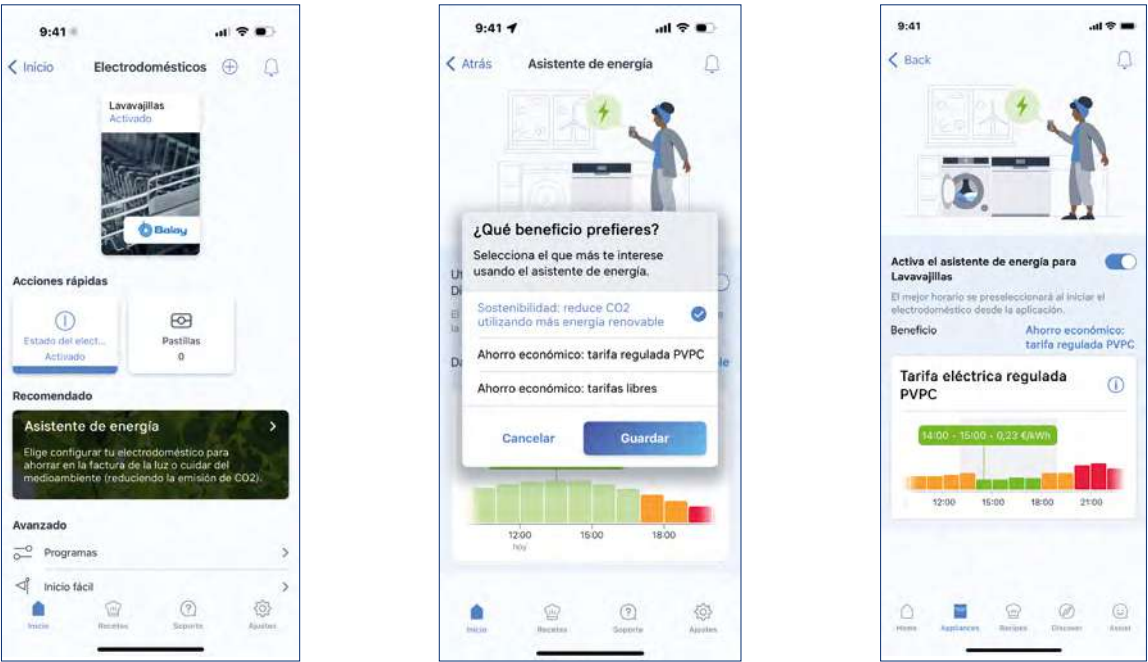 9:41
Inicio
Electrodomésticos
Lavavajillas
Activado
Balay
Acciones rápidas
Estado del elect...
Activado
Pastillas
0
Recomendado
Asistente de energía
Elige configurar tu electrodoméstico para
ahorrar en la factura de la luz o cuidar del
medioambiente (reduciendo la emisión de CO2).
Avanzado
Programas
Inicio fácil
Inicio
Recetas
Soporte
Ajustes
9:41
Atrás
Asistente de energía
¿Qué beneficio prefieres?
Selecciona el que más te interese
usando el asistente de energía.
Sostenibilidad: reduce CO2
utilizando más energía renovable
Ahorro económico: tarifa regulada PVPC
Ahorro económico: tarifas libres
Cancelar
Guardar
12:00
hoy
15:00
18:00
Inicio
Recetas
Soporte
Ajustes
9:41
Back
Activa el asistente de energía para
Lavavajillas
El mejor horario se preseleccionará al iniciar el
electrodoméstico desde la aplicación.
Beneficio
Ahorro económico:
tarifa regulada PVPC
Tarifa eléctrica regulada
PVPC
14:00 - 15:00 - 0,23 €/kWh
12:00
15:00
18:00
21:00
Home
Appliances
Recipes
Discover
Assist